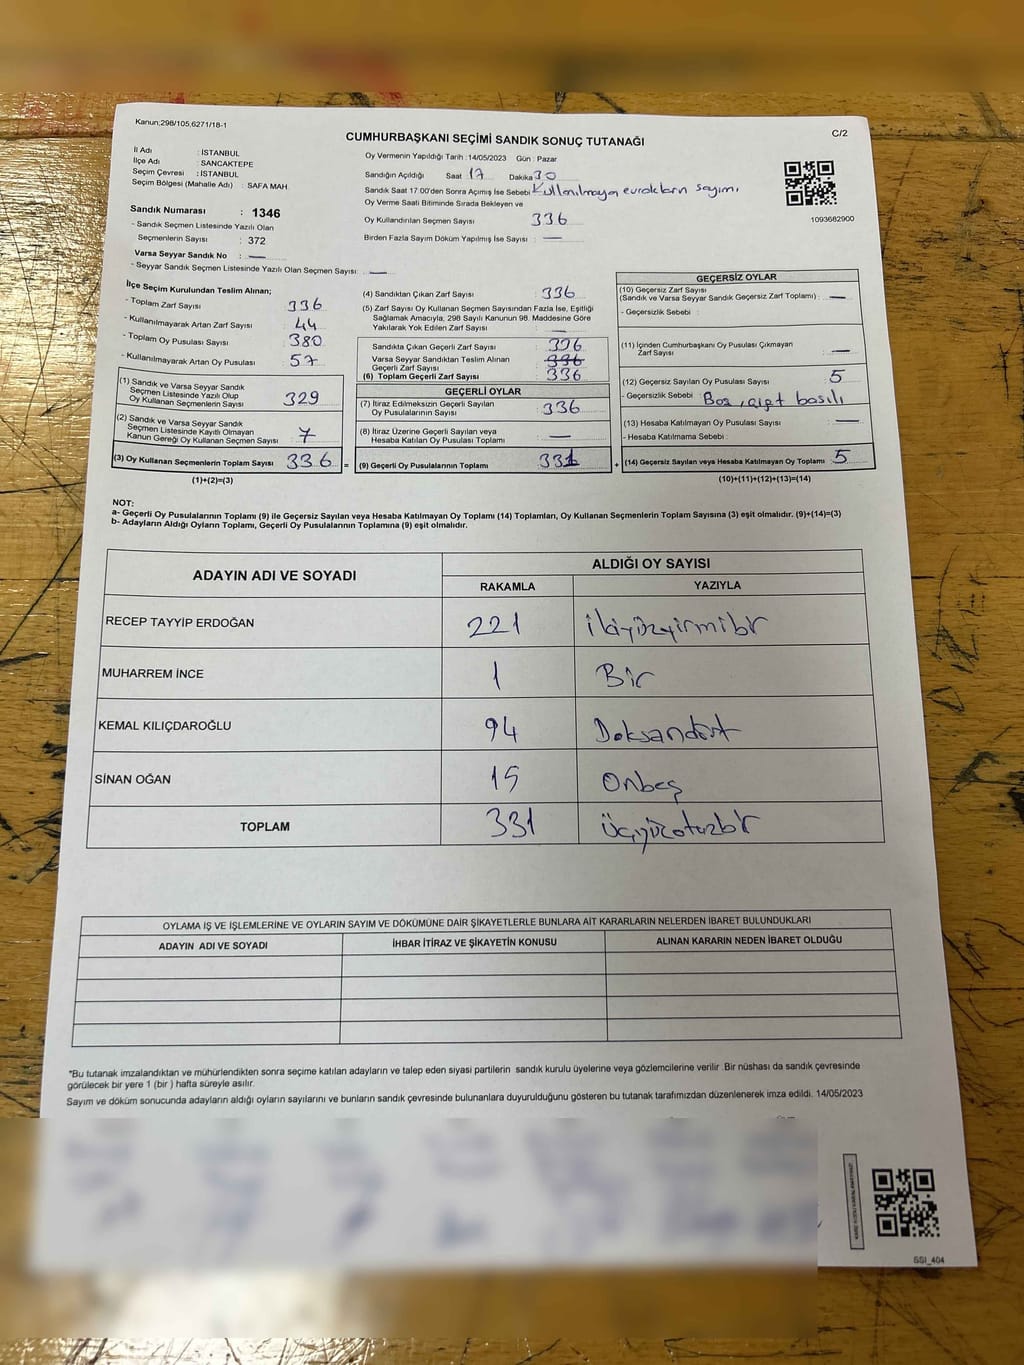 Kanun:298/105,6271/18-1
CUMHURBAŞKANI SEÇİMİ SANDIK SONUÇ TUTANAĞI
C/2
İl Adı : İSTANBUL
İlçe Adı : SANCAKTEPE
Seçim Çevresi : İSTANBUL
Seçim Bölgesi (Mahalle Adı) : SAFA MAH.
Sandık Numarası : 1346
- Sandık Seçmen Listesinde Yazılı Olan
Seçmenlerin Sayısı : 372
Varsa Seyyar Sandık No : —
- Seyyar Sandık Seçmen Listesinde Yazılı Olan Seçmen Sayısı: —
Oy Vermenin Yapıldığı Tarih :14/05/2023 Gün : Pazar
Sandığın Açıldığı Saat 17 Dakika 30
Sandık Saat 17.00'den Sonra Açımış İse Sebebi Kullanılmayan evrakların sayımı
Oy Verme Saati Bitiminde Sırada Bekleyen ve
Oy Kullandırılan Seçmen Sayısı 336
Birden Fazla Sayım Döküm Yapılmış İse Sayısı : —
1093682900
İlçe Seçim Kurulundan Teslim Alınan;
- Toplam Zarf Sayısı 336
- Kullanılmayarak Artan Zarf Sayısı : 44
- Toplam Oy Pusulası Sayısı : 380
- Kullanılmayarak Artan Oy Pusulası : 57
(1) Sandık ve Varsa Seyyar Sandık
Seçmen Listesinde Yazılı Olup
Oy Kullanan Seçmenlerin Sayısı : 329
(2) Sandık ve Varsa Seyyar Sandık
Seçmen Listesinde Kayıtlı Olmayan
Kanun Gereği Oy Kullanan Seçmen Sayısı : 7
(3) Oy Kullanan Seçmenlerin Toplam Sayısı : 336
(1)+(2)=(3)
=
(4) Sandıktan Çıkan Zarf Sayısı : 336
(5) Zarf Sayısı Oy Kullanan Seçmen Sayısından Fazla İse, Eşitliği
Sağlamak Amacıyla, 298 Sayılı Kanunun 98. Maddesine Göre
Yakılarak Yok Edilen Zarf Sayısı : —
Sandıkta Çıkan Geçerli Zarf Sayısı : 336
Varsa Seyyar Sandıktan Teslim Alınan
Geçerli Zarf Sayısı : 336
(6) Toplam Geçerli Zarf Sayısı : 336
GEÇERLİ OYLAR
(7) İtiraz Edilmeksizin Geçerli Sayılan
Oy Pusulalarının Sayısı : 336
(8) İtiraz Üzerine Geçerli Sayılan veya
Hesaba Katılan Oy Pusulası Toplamı : —
(9) Geçerli Oy Pusulalarının Toplamı : 331
+
GEÇERSİZ OYLAR
(10) Geçersiz Zarf Sayısı
(Sandık ve Varsa Seyyar Sandık Geçersiz Zarf Toplamı) : —
- Geçersizlik Sebebi :
(11) İçinden Cumhurbaşkanı Oy Pusulası Çıkmayan
Zarf Sayısı : —
(12) Geçersiz Sayılan Oy Pusulası Sayısı : 5
- Geçersizlik Sebebi : Boş, çift basılı
(13) Hesaba Katılmayan Oy Pusulası Sayısı : —
- Hesaba Katılmama Sebebi :
(14) Geçersiz Sayılan veya Hesaba Katılmayan Oy Toplamı : 5
(10)+(11)+(12)+(13)=(14)
NOT:
a- Geçerli Oy Pusulalarının Toplamı (9) ile Geçersiz Sayılan veya Hesaba Katılmayan Oy Toplamı (14) Toplamları, Oy Kullanan Seçmenlerin Toplam Sayısına (3) eşit olmalıdır. (9)+(14)=(3)
b- Adayların Aldığı Oyların Toplamı, Geçerli Oy Pusulalarının Toplamına (9) eşit olmalıdır.
ADAYIN ADI VE SOYADI
ALDIĞI OY SAYISI
RAKAMLA YAZIYLA
RECEP TAYYİP ERDOĞAN 221 ikiyüzyirmibir
MUHARREM İNCE 1 Bir
KEMAL KILIÇDAROĞLU 94 Doksandört
SİNAN OĞAN 15 Onbeş
TOPLAM 331 üçyüzotuzbir
OYLAMA İŞ VE İŞLEMLERİNE VE OYLARIN SAYIM VE DÖKÜMÜNE DAİR ŞİKAYETLERLE BUNLARA AİT KARARLARIN NELERDEN İBARET BULUNDUKLARI
ADAYIN ADI VE SOYADI İHBAR İTİRAZ VE ŞİKAYETİN KONUSU ALINAN KARARIN NEDEN İBARET OLDUĞU
*Bu tutanak imzalandıktan ve mühürlendikten sonra seçime katılan adayların ve talep eden siyasi partilerin sandık kurulu üyelerine veya gözlemcilerine verilir .Bir nüshası da sandık çevresinde
görülecek bir yere 1 (bir ) hafta süreyle asılır.
Sayım ve döküm sonucunda adayların aldığı oyların sayılarını ve bunların sandık çevresinde bulunanlara duyurulduğunu gösteren bu tutanak tarafımızdan düzenlenerek imza edildi. 14/05/2023
SSI_404